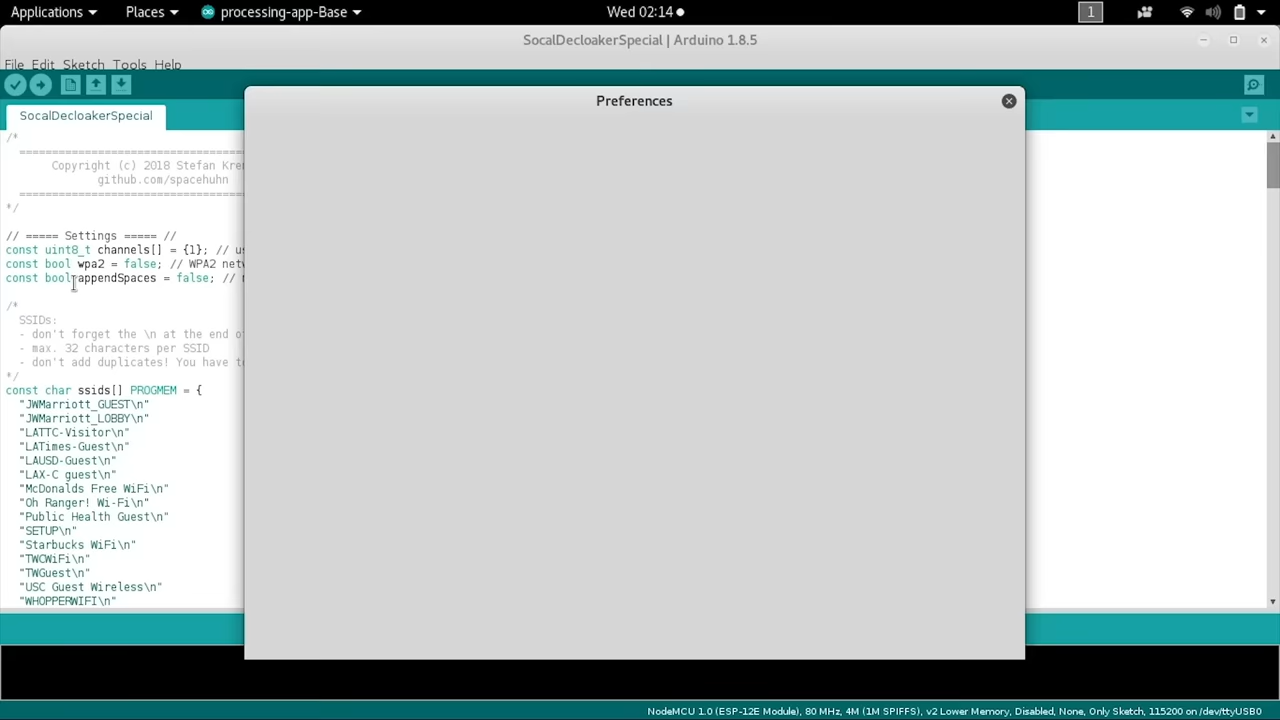 Applications Places processing-app-Base Wed 02:14 1
SocalDecloakerSpecial | Arduino 1.8.5
File Edit Sketch Tools Help
Preferences
SocalDecloakerSpecial
/*
==================================
Copyright (c) 2018 Stefan
github.com/spacehuhn
==================================
*/
// ===== Settings ===== //
const uint8_t channels[] = {1}; //
const bool wpa2 = false; // WPA2
const bool appendSpaces = false; //
/*
SSIDs:
- don't forget the \n at the end
- max. 32 characters per SSID
- don't add duplicates! You have
*/
const char ssids[] PROGMEM = {
"JWMarriott_GUEST\n"
"JWMarriott_LOBBY\n"
"LATTC-Visitor\n"
"LATimes-Guest\n"
"LAUSD-Guest\n"
"LAX-C guest\n"
"McDonalds Free WiFi\n"
"Oh Ranger! Wi-Fi\n"
"Public Health Guest\n"
"SETUP\n"
"Starbucks WiFi\n"
"TWCWiFi\n"
"TWGuest\n"
"USC Guest Wireless\n"
"WHOPPERWIFI\n"
NodeMCU 1.0 (ESP-12E Module), 80 MHz, 4M (1M SPIFFS), v2 Lower Memory, Disabled, None, Only Sketch, 115200 on /dev/ttyUSB0